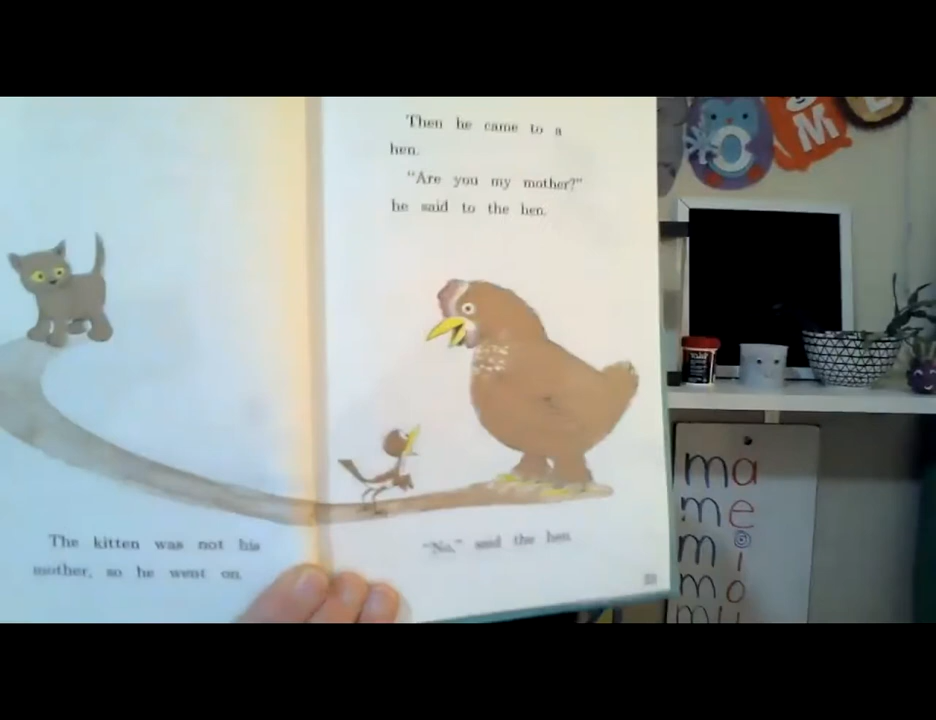 The kitten was not his
mother, so he went on.
Then he came to a
hen.
"Are you my mother?"
he said to the hen.
"No," said the hen.
C
M
ma
me
mi
mo
mu